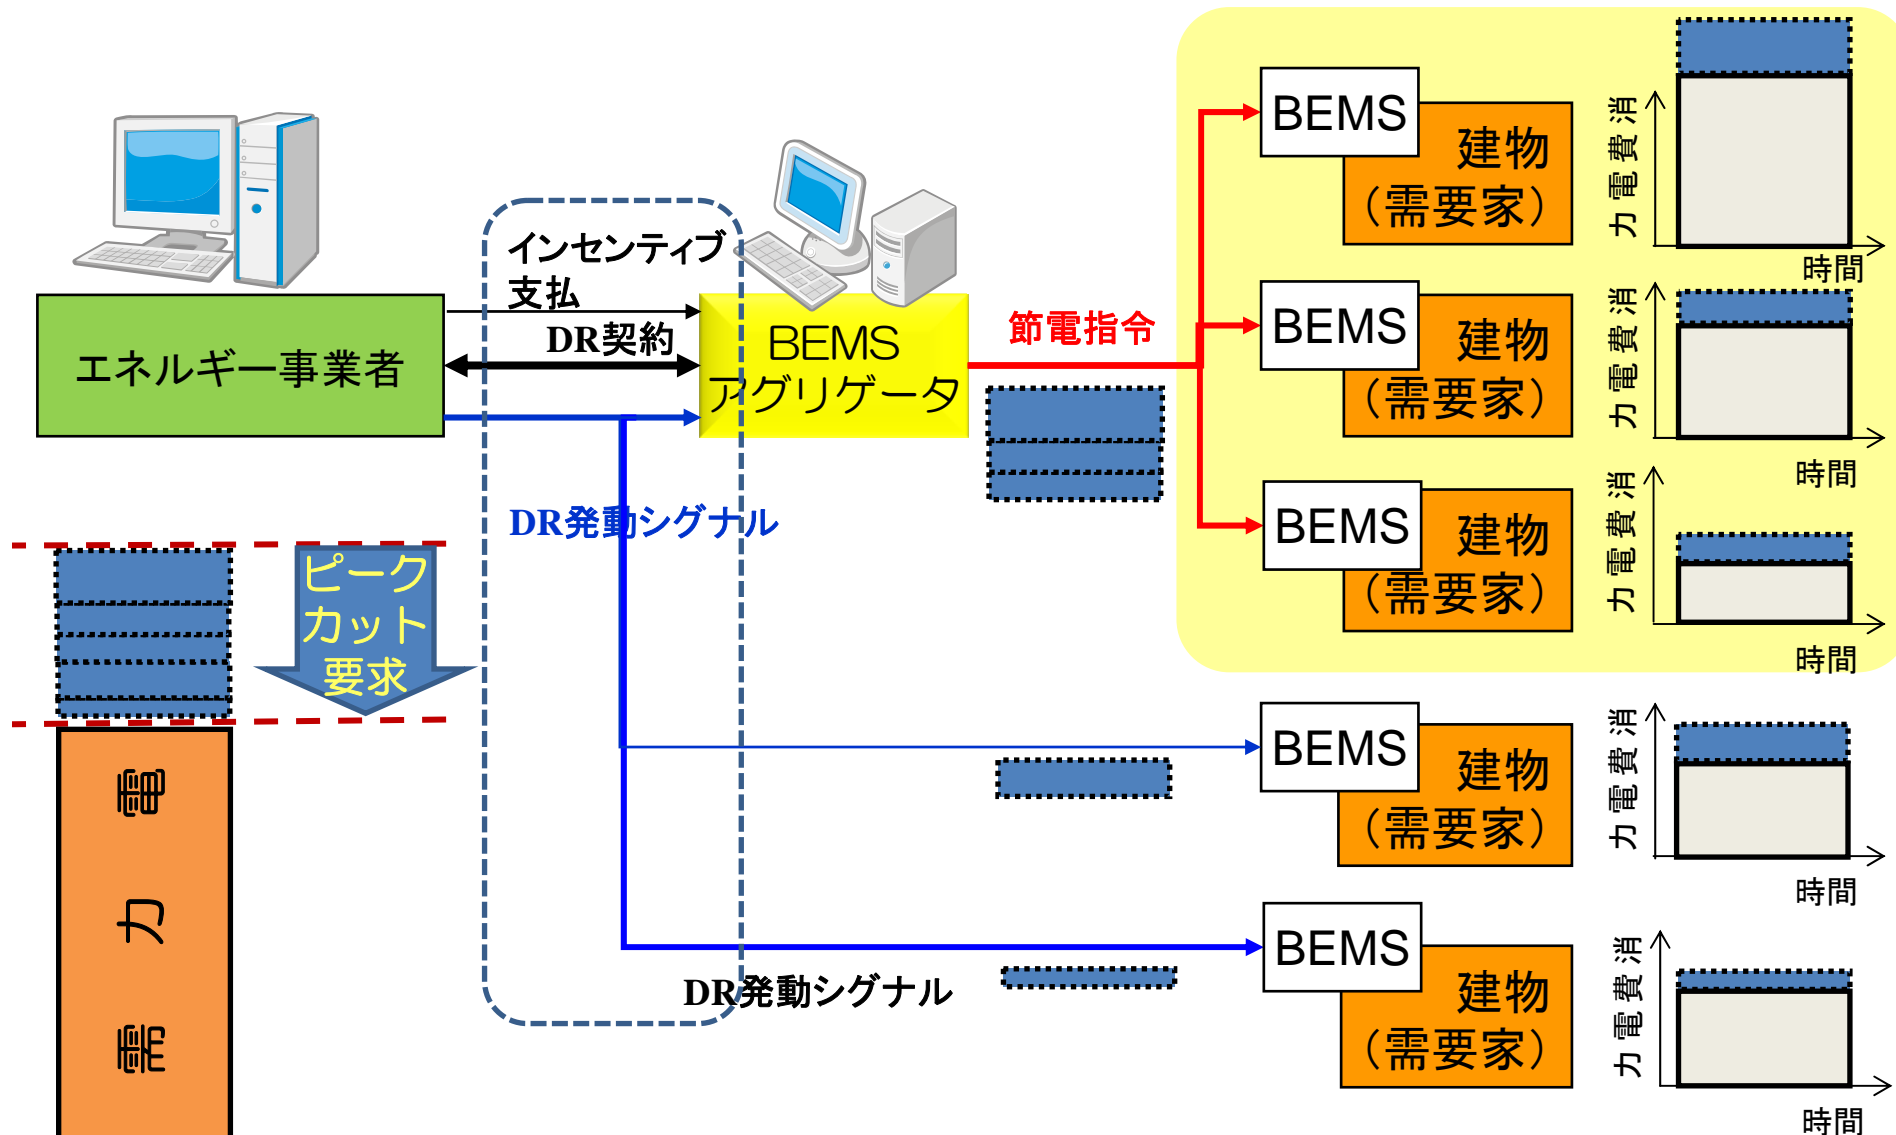 インセンティブ
支払
DR契約
エネルギー事業者
BEMS
アグリゲータ
節電指令
DR発動シグナル
ピーク
カット
要求
電力需要
BEMS
建物
（需要家）
消費電力
時間
BEMS
建物
（需要家）
消費電力
時間
BEMS
建物
（需要家）
消費電力
時間
BEMS
建物
（需要家）
消費電力
時間
DR発動シグナル
BEMS
建物
（需要家）
消費電力
時間